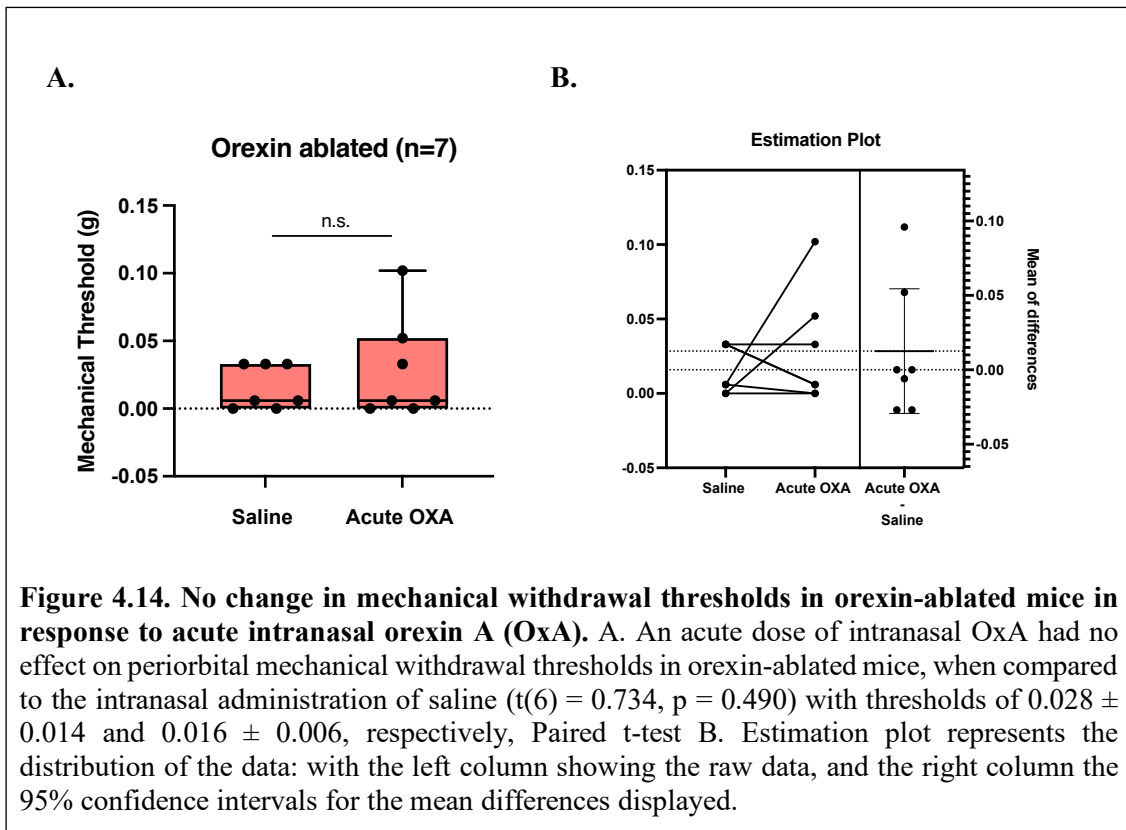 A.
B.
Orexin ablated (n=7)
Mechanical Threshold (g)
0.15
0.10
0.05
0.00
-0.05
n.s.
Saline
Acute OXA
Estimation Plot
0.15
0.10
0.05
0.00
-0.05
0.10
0.05
0.00
-0.05
Mean of differences
Saline
Acute OXA
Acute OXA
-
Saline
Figure 4.14. No change in mechanical withdrawal thresholds in orexin-ablated mice in
response to acute intranasal orexin A (OxA). A. An acute dose of intranasal OxA had no
effect on periorbital mechanical withdrawal thresholds in orexin-ablated mice, when compared
to the intranasal administration of saline (t(6) = 0.734, p = 0.490) with thresholds of 0.028 ±
0.014 and 0.016 ± 0.006, respectively, Paired t-test B. Estimation plot represents the
distribution of the data: with the left column showing the raw data, and the right column the
95% confidence intervals for the mean differences displayed.